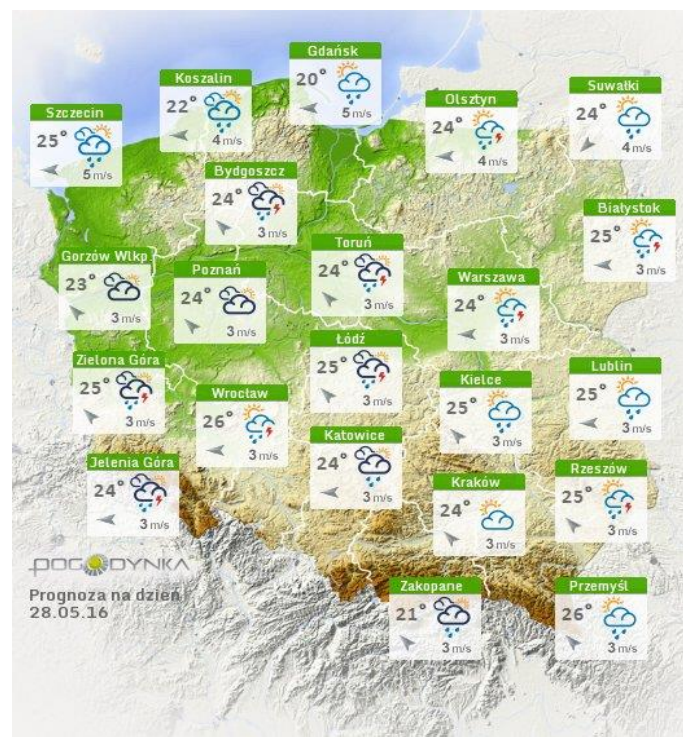 Gdańsk
20°
5 m/s
Koszalin
22°
4 m/s
Suwałki
24°
4 m/s
Olsztyn
24°
4 m/s
Szczecin
25°
5 m/s
Bydgoszcz
24°
3 m/s
Białystok
25°
3 m/s
Toruń
24°
3 m/s
Gorzów Wlkp
23°
3 m/s
Poznań
24°
3 m/s
Warszawa
24°
3 m/s
Łódź
25°
3 m/s
Zielona Góra
25°
3 m/s
Lublin
25°
3 m/s
Kielce
25°
3 m/s
Wrocław
26°
3 m/s
Katowice
24°
3 m/s
Jelenia Góra
24°
3 m/s
Rzeszów
25°
3 m/s
Kraków
24°
3 m/s
POGODYNKA
Prognoza na dzień
28.05.16
Zakopane
21°
3 m/s
Przemyśl
26°
3 m/s